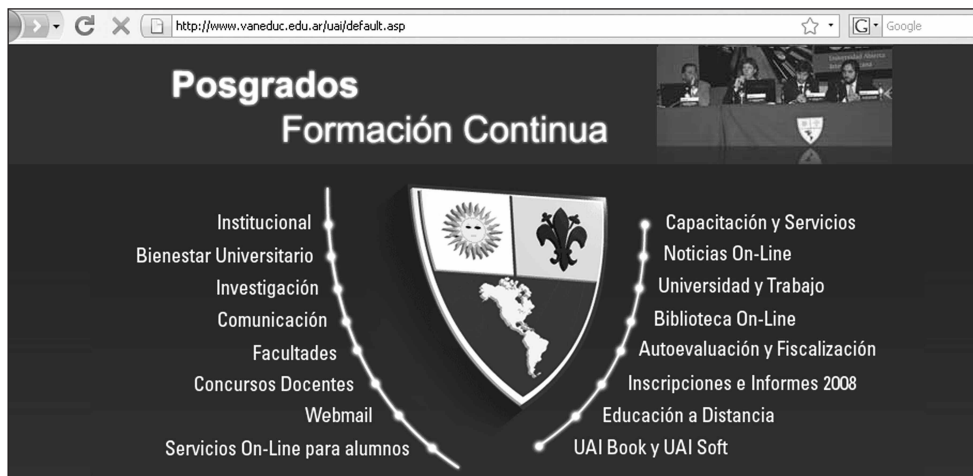 http://www.vaneduc.edu.ar/uai/default.asp
Google
Posgrados
Formación Continua
Universidad Abierta
Institucional
Bienestar Universitario
Investigación
Comunicación
Facultades
Concursos Docentes
Webmail
Servicios On-Line para alumnos
Capacitación y Servicios
Noticias On-Line
Universidad y Trabajo
Biblioteca On-Line
Autoevaluación y Fiscalización
Inscripciones e Informes 2008
Educación a Distancia
UAI Book y UAI Soft